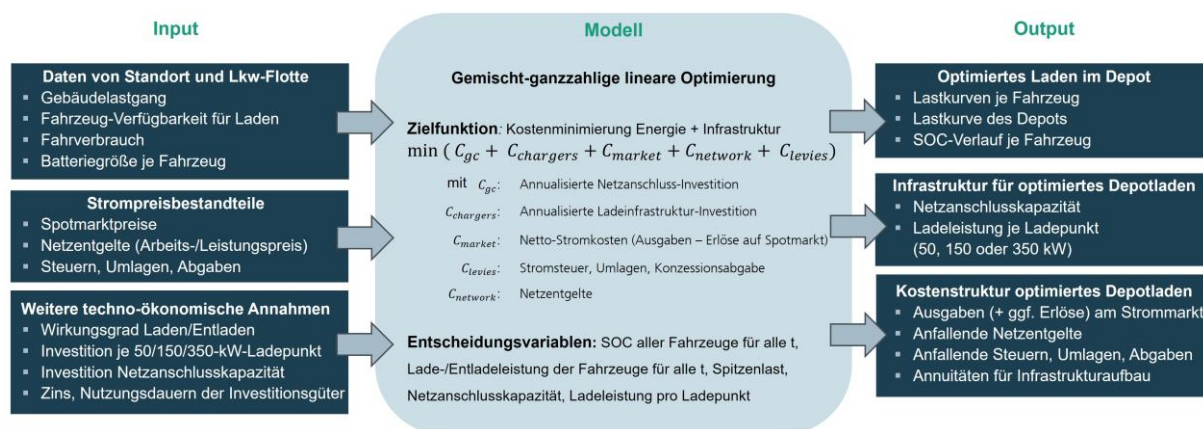 Input
Daten von Standort und Lkw-Flotte
▪ Gebäudelastgang
▪ Fahrzeug-Verfügbarkeit für Laden
▪ Fahrverbrauch
▪ Batteriegröße je Fahrzeug
Strompreisbestandteile
▪ Spotmarktpreise
▪ Netzentgelte (Arbeits-/Leistungspreis)
▪ Steuern, Umlagen, Abgaben
Weitere techno-ökonomische Annahmen
▪ Wirkungsgrad Laden/Entladen
▪ Investition je 50/150/350-kW-Ladepunkt
▪ Investition Netzanschlusskapazität
▪ Zins, Nutzungsdauern der Investitionsgüter
Modell
Gemischt-ganzzahlige lineare Optimierung
Zielfunktion: Kostenminimierung Energie + Infrastruktur
min ( C_gc + C_chargers + C_market + C_network + C_levies)
mit C_gc: Annualisierte Netzanschluss-Investition
C_chargers: Annualisierte Ladeinfrastruktur-Investition
C_market: Netto-Stromkosten (Ausgaben – Erlöse auf Spotmarkt)
C_levies: Stromsteuer, Umlagen, Konzessionsabgabe
C_network: Netzentgelte
Entscheidungsvariablen: SOC aller Fahrzeuge für alle t,
Lade-/Entladeleistung der Fahrzeuge für alle t, Spitzenlast,
Netzanschlusskapazität, Ladeleistung pro Ladepunkt
Output
Optimiertes Laden im Depot
▪ Lastkurven je Fahrzeug
▪ Lastkurve des Depots
▪ SOC-Verlauf je Fahrzeug
Infrastruktur für optimiertes Depotladen
▪ Netzanschlusskapazität
▪ Ladeleistung je Ladepunkt
(50, 150 oder 350 kW)
Kostenstruktur optimiertes Depotladen
▪ Ausgaben (+ ggf. Erlöse) am Strommarkt
▪ Anfallende Netzentgelte
▪ Anfallende Steuern, Umlagen, Abgaben
▪ Annuitäten für Infrastrukturaufbau